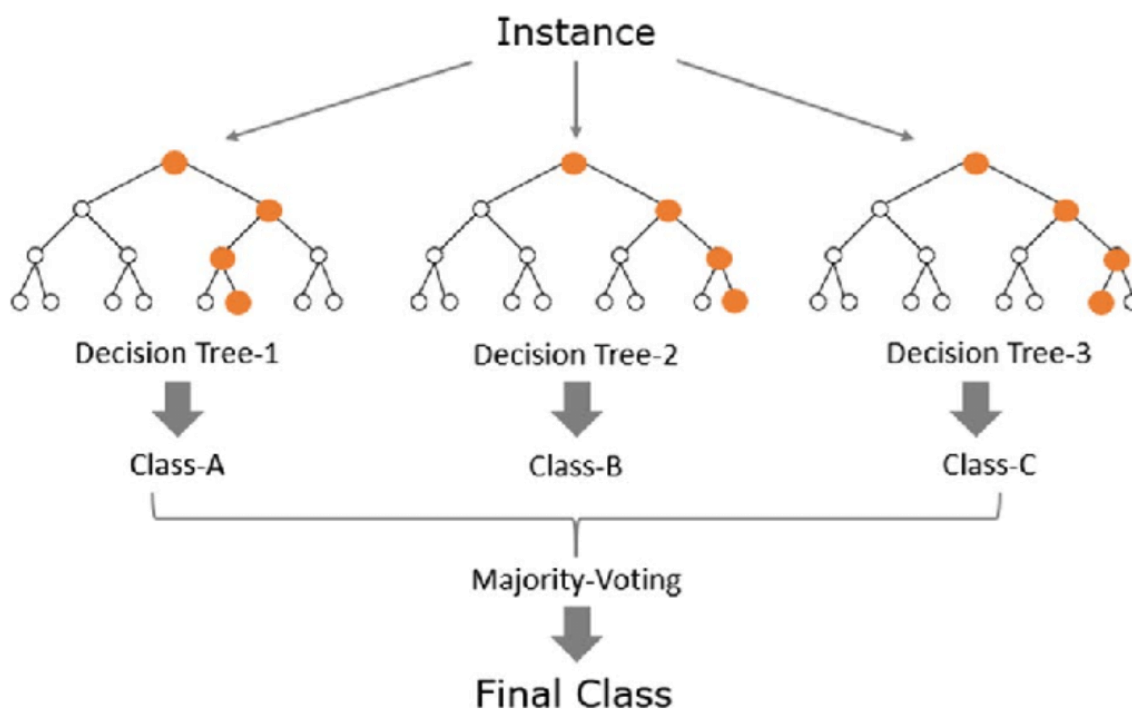 Instance
Decision Tree-1
Decision Tree-2
Decision Tree-3
Class-A
Class-B
Class-C
Majority-Voting
Final Class